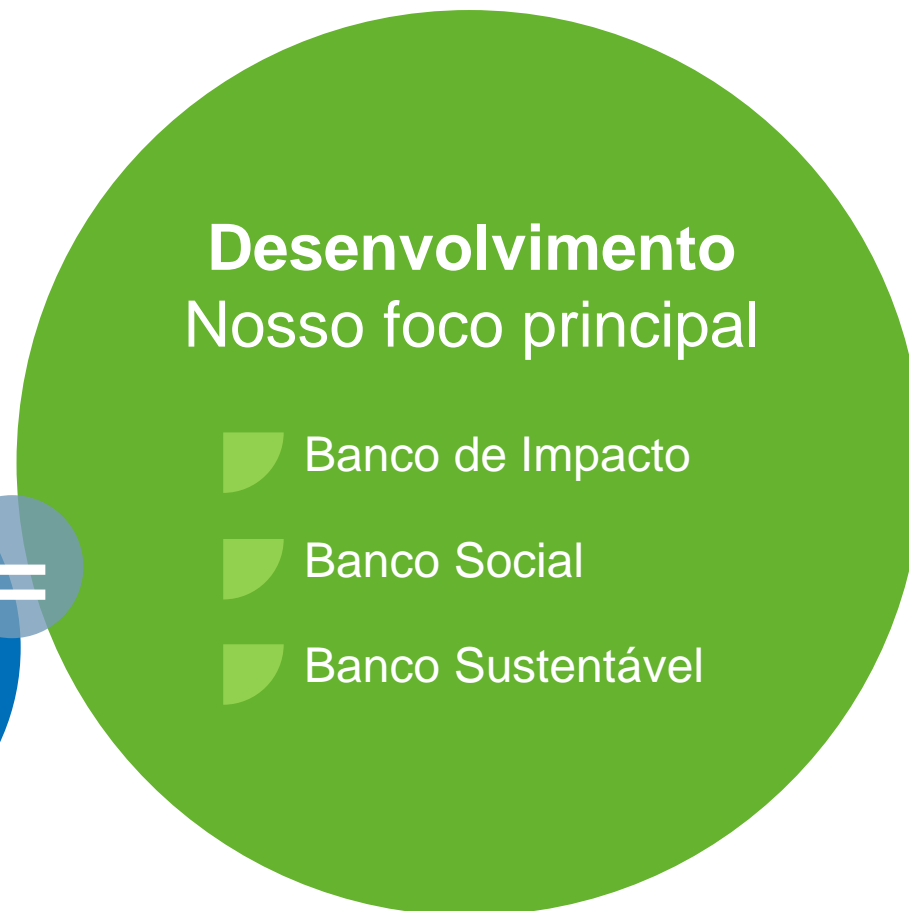 Desenvolvimento
Nosso foco principal
Banco de Impacto
=
Banco Social
Banco Sustentável